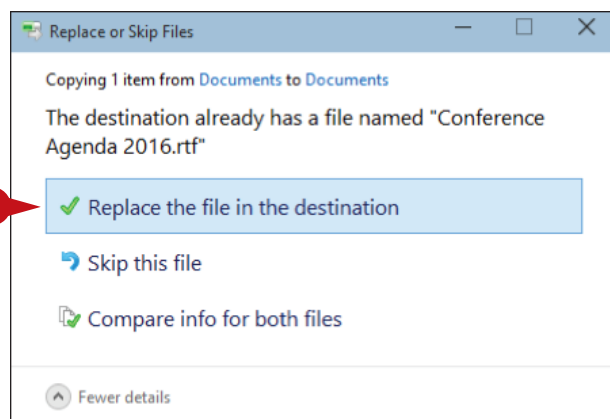 Replace or Skip Files
Copying 1 item from Documents to Documents
The destination already has a file named "Conference
Agenda 2016.rtf"
Replace the file in the destination
Skip this file
Compare info for both files
Fewer details